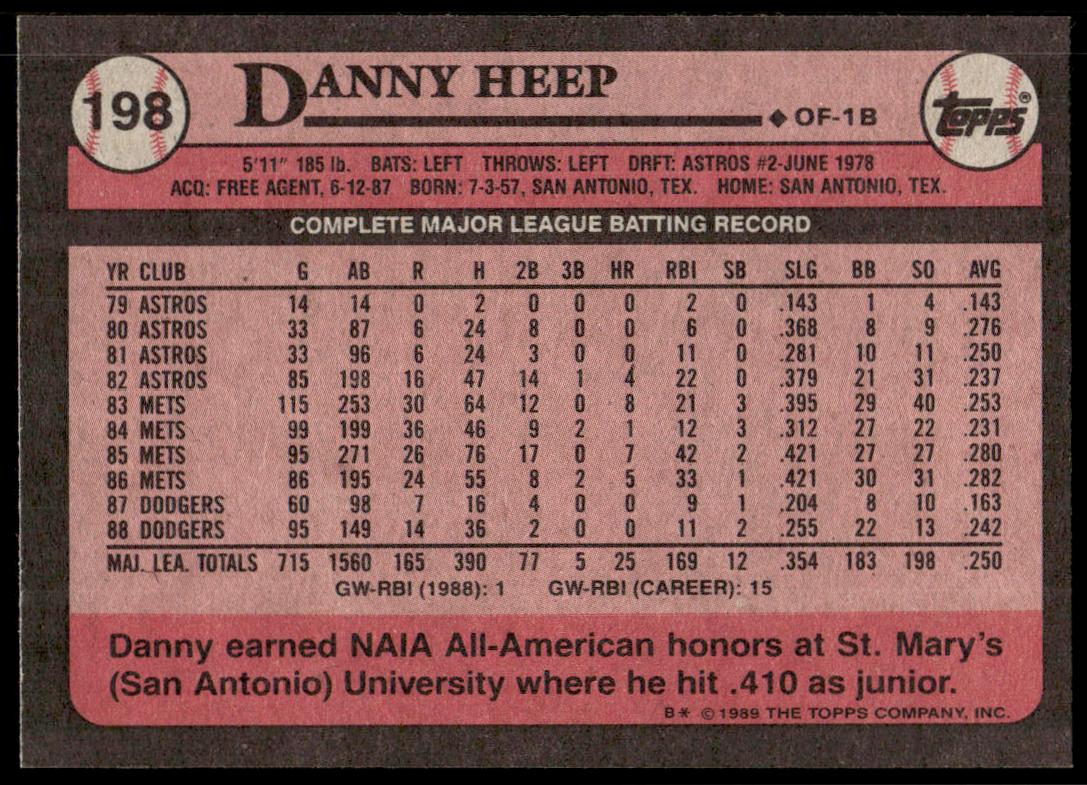 198
DANNY HEEP
◆ OF-1B
topps®
5'11" 185 lb. BATS: LEFT THROWS: LEFT DRFT: ASTROS #2-JUNE 1978
ACQ: FREE AGENT, 6-12-87 BORN: 7-3-57, SAN ANTONIO, TEX. HOME: SAN ANTONIO, TEX.
COMPLETE MAJOR LEAGUE BATTING RECORD
YR CLUB G AB R H 2B 3B HR RBI SB SLG BB SO AVG
79 ASTROS 14 14 0 2 0 0 0 2 0 .143 1 4 .143
80 ASTROS 33 87 6 24 8 0 0 6 0 .368 8 9 .276
81 ASTROS 33 96 6 24 3 0 0 11 0 .281 10 11 .250
82 ASTROS 85 198 16 47 14 1 4 22 0 .379 21 31 .237
83 METS 115 253 30 64 12 0 8 21 3 .395 29 40 .253
84 METS 99 199 36 46 9 2 1 12 3 .312 27 22 .231
85 METS 95 271 26 76 17 0 7 42 2 .421 27 27 .280
86 METS 86 195 24 55 8 2 5 33 1 .421 30 31 .282
87 DODGERS 60 98 7 16 4 0 0 9 1 .204 8 10 .163
88 DODGERS 95 149 14 36 2 0 0 11 2 .255 22 13 .242
MAJ. LEA. TOTALS 715 1560 165 390 77 5 25 169 12 .354 183 198 .250
GW-RBI (1988): 1 GW-RBI (CAREER): 15
Danny earned NAIA All-American honors at St. Mary's
(San Antonio) University where he hit .410 as junior.
B* ©1989 THE TOPPS COMPANY, INC.